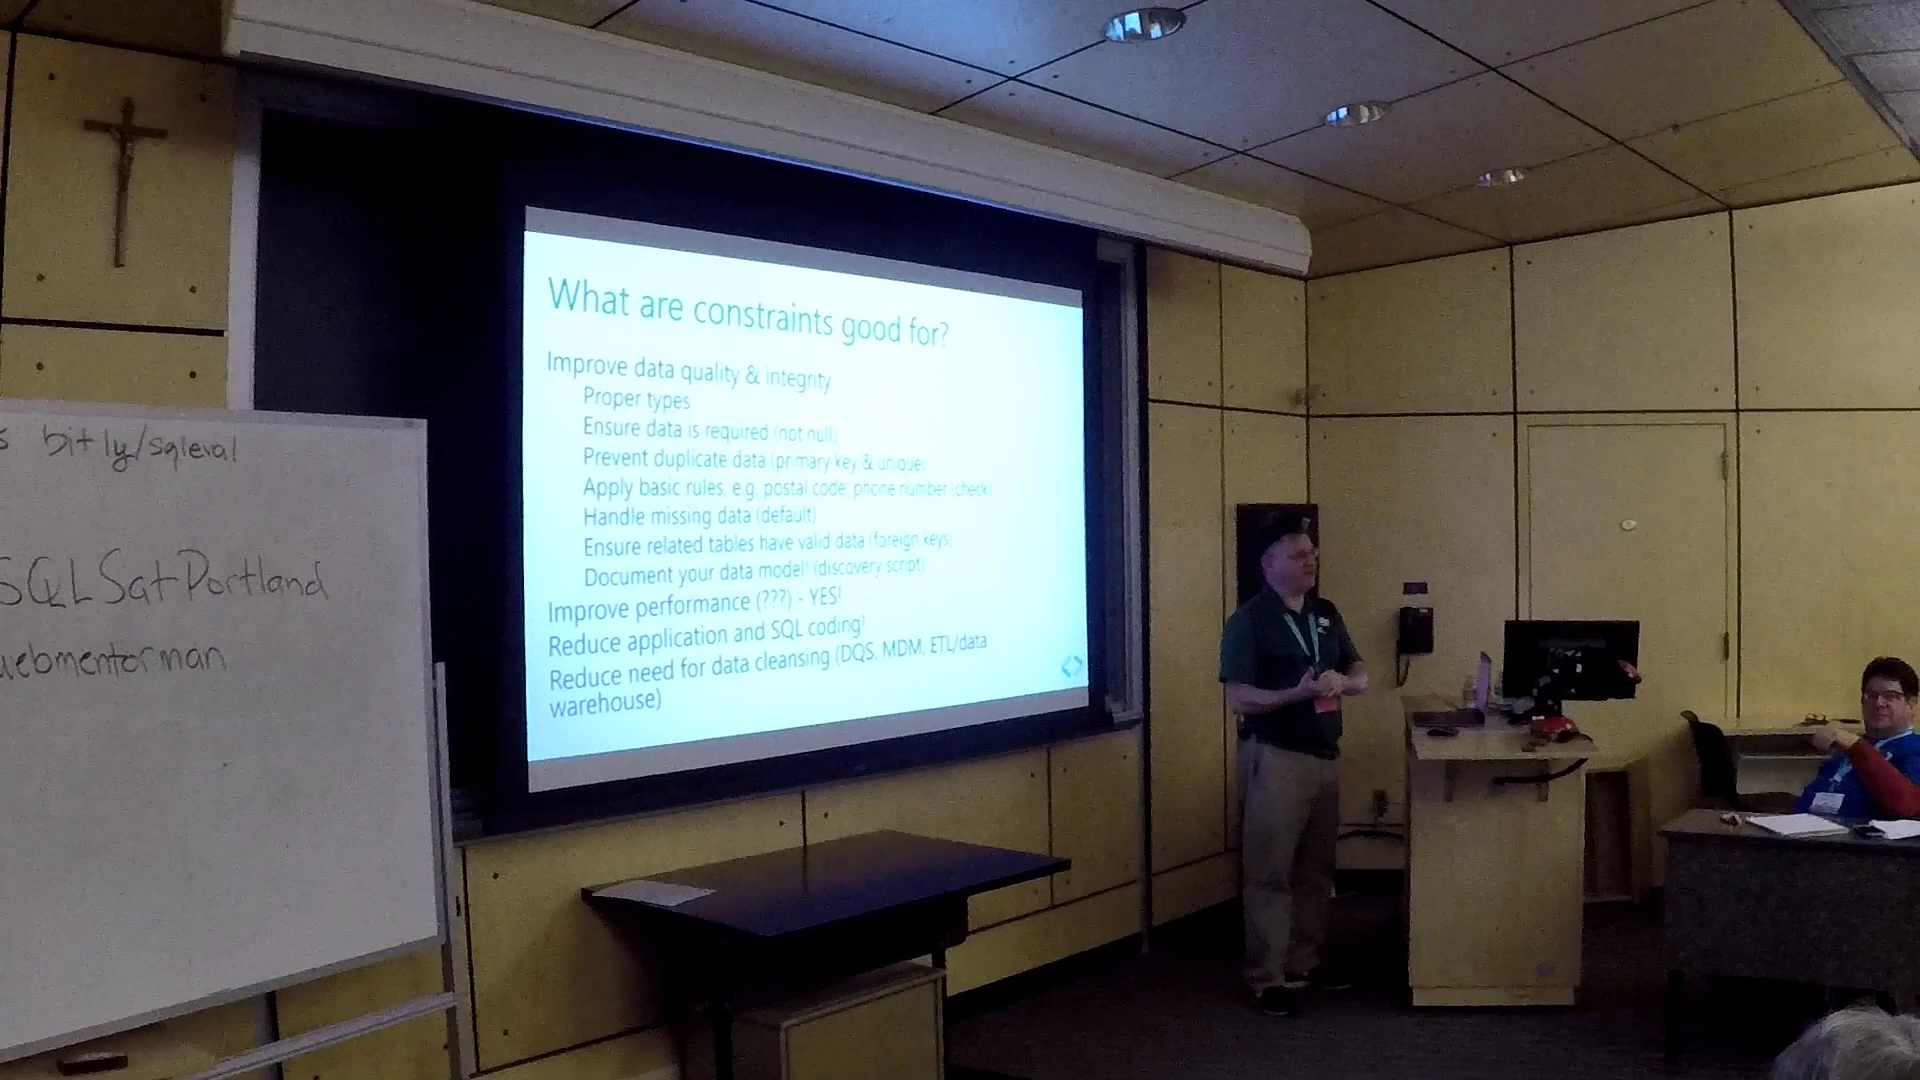 bit ly/sqleval
SQLSatPortland
webmentorman
What are constraints good for?
Improve data quality & integrity
Proper types
Ensure data is required (not null)
Prevent duplicate data (primary key & unique)
Apply basic rules, e.g. postal code, phone number (check)
Handle missing data (default)
Ensure related tables have valid data (foreign keys)
Document your data model! (discovery script)
Improve performance (???) - YES!
Reduce application and SQL coding!
Reduce need for data cleansing (DQS, MDM, ETL/data
warehouse)